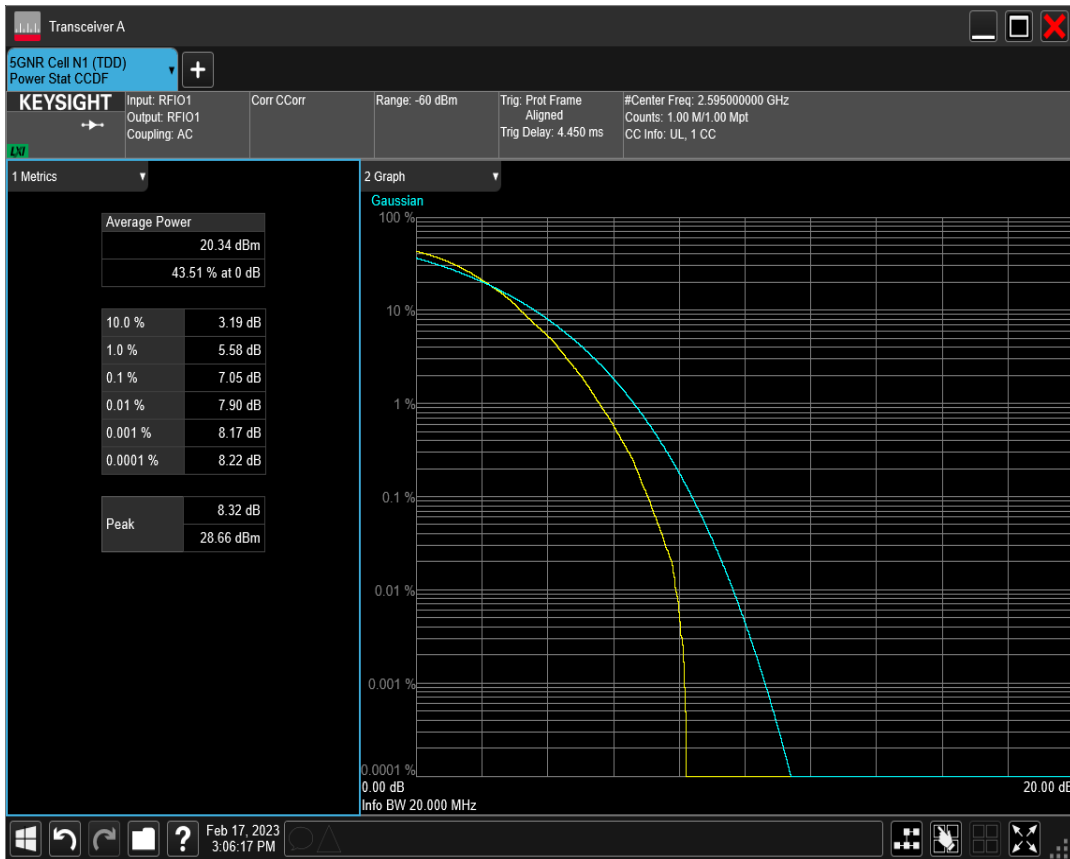 Transceiver A
5GNR Cell N1 (TDD)
Power Stat CCDF
+
KEYSIGHT
LXI
Input: RFIO1
Output: RFIO1
Coupling: AC
Corr CCorr
Range: -60 dBm
Trig: Prot Frame
Aligned
Trig Delay: 4.450 ms
#Center Freq: 2.595000000 GHz
Counts: 1.00 M/1.00 Mpt
CC Info: UL, 1 CC
1 Metrics
Average Power
20.34 dBm
43.51 % at 0 dB
10.0 % 3.19 dB
1.0 % 5.58 dB
0.1 % 7.05 dB
0.01 % 7.90 dB
0.001 % 8.17 dB
0.0001 % 8.22 dB
Peak
8.32 dB
28.66 dBm
2 Graph
Gaussian
100 %
10 %
1 %
0.1 %
0.01 %
0.001 %
0.0001 %
0.00 dB
20.00 dB
Info BW 20.000 MHz
?
Feb 17, 2023
3:06:17 PM